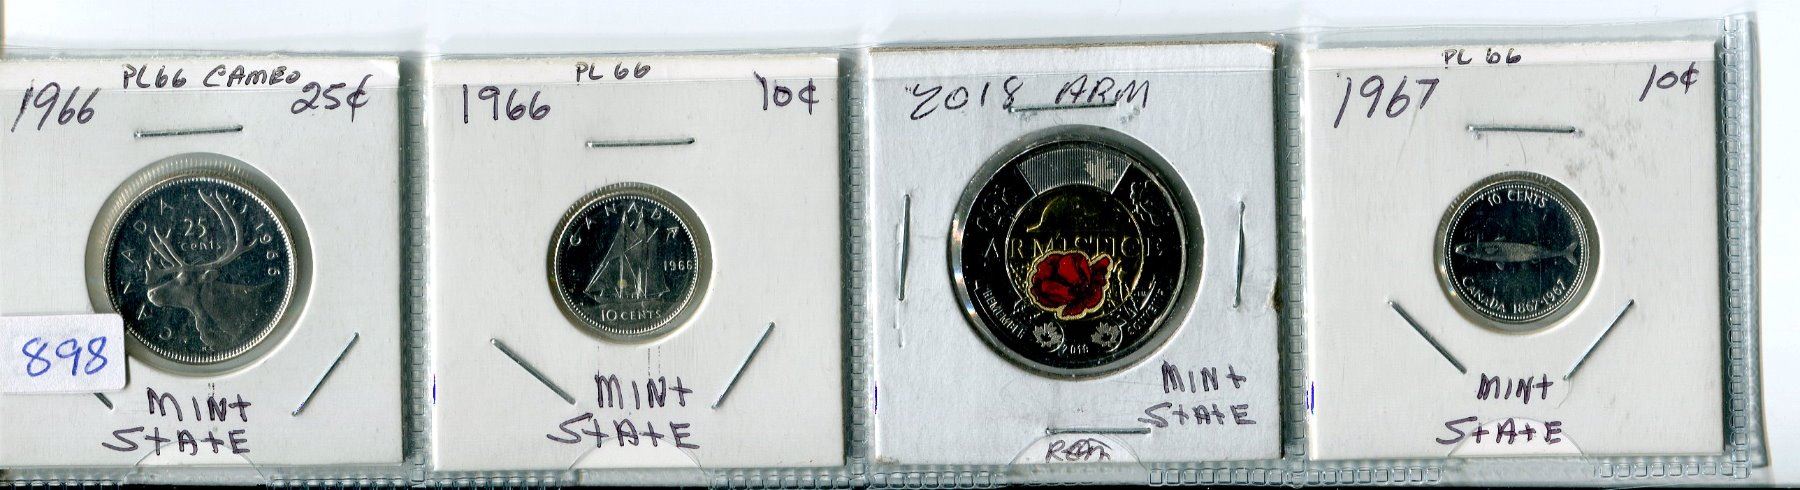 PL66 CAMEO
1966 25¢
CANADA 1966
25
cents
898
MINt
StAtE
PL 66
1966 10¢
CANADA
1966
10 CENTS
MINt
StAtE
2018 ARM
ARMISTICE
REMEMBER
2018
MINt
StAtE
PL 66
1967 10¢
10 CENTS
CANADA 1867-1967
MINt
StAtE